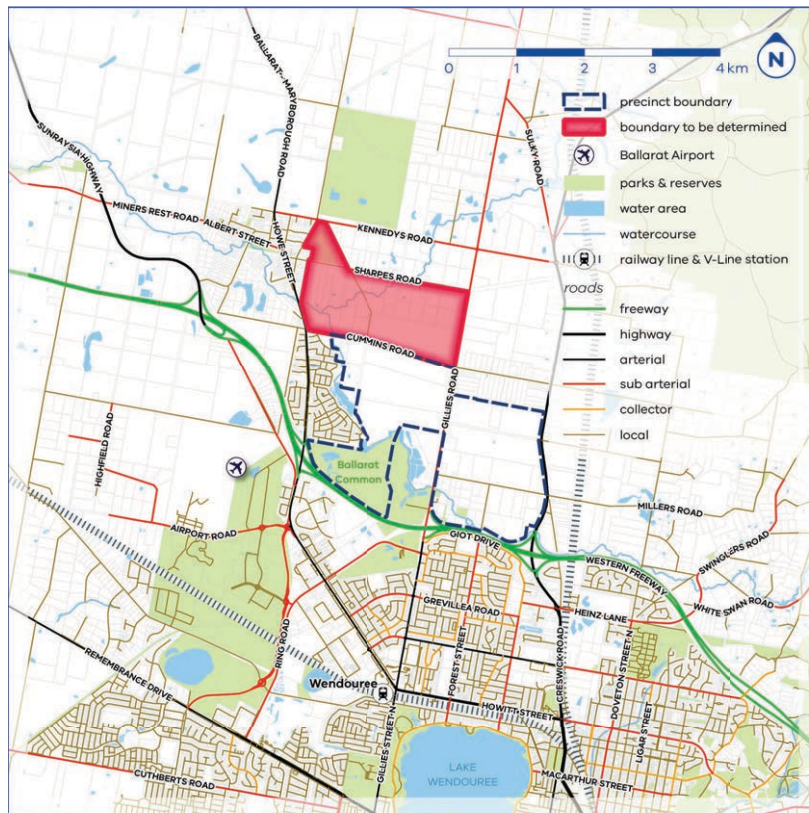 0 1 2 3 4 km
N
precinct boundary
boundary to be determined
Ballarat Airport
parks & reserves
water area
watercourse
railway line & V-Line station
roads
freeway
highway
arterial
sub arterial
collector
local
BALLARAT - MARYBOROUGH ROAD
SUNRAYSIA HIGHWAY
SULKY ROAD
MINERS REST ROAD
ALBERT STREET
HOWE STREET
KENNEDYS ROAD
SHARPES ROAD
CUMMINS ROAD
GILLIES ROAD
HIGHFIELD ROAD
Ballarat
Common
AIRPORT ROAD
GIOT DRIVE
MILLERS ROAD
SWINGLERS ROAD
WESTERN FREEWAY
WHITE SWAN ROAD
GREVILLEA ROAD
HEINZ LANE
RING ROAD
FOREST STREET
CRESWICK ROAD
DOVETON STREET N
REMEMBRANCE DRIVE
Wendouree
HOWITT STREET
LIGAR STREET
GILLIES STREET N
LAKE
WENDOUREE
MACARTHUR STREET
CUTHBERTS ROAD